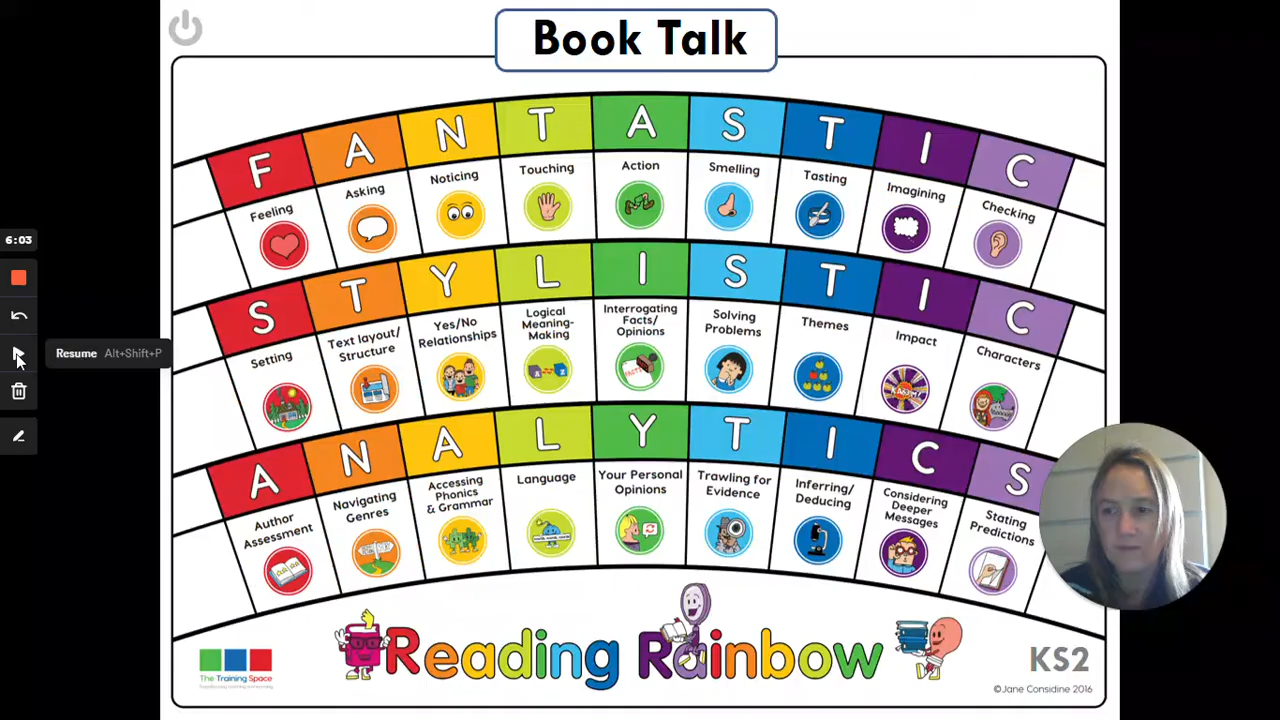 Book Talk
F A N T A S T I C
Feeling
Asking
Noticing
Touching
Action
Smelling
Tasting
Imagining
Checking
6:03
S T Y L I S T I C
Setting
Text layout/
Structure
Yes/No
Relationships
Logical
Meaning-
Making
Interrogating
Facts/
Opinions
Solving
Problems
Themes
Impact
Characters
Resume Alt+Shift+P
A N A L Y T I C S
Author
Assessment
Navigating
Genres
Accessing
Phonics
& Grammar
Language
Your Personal
Opinions
Trawling for
Evidence
Inferring/
Deducing
Considering
Deeper
Messages
Stating
Predictions
Reading Rainbow
The Training Space
KS2
©Jane Considine 2016